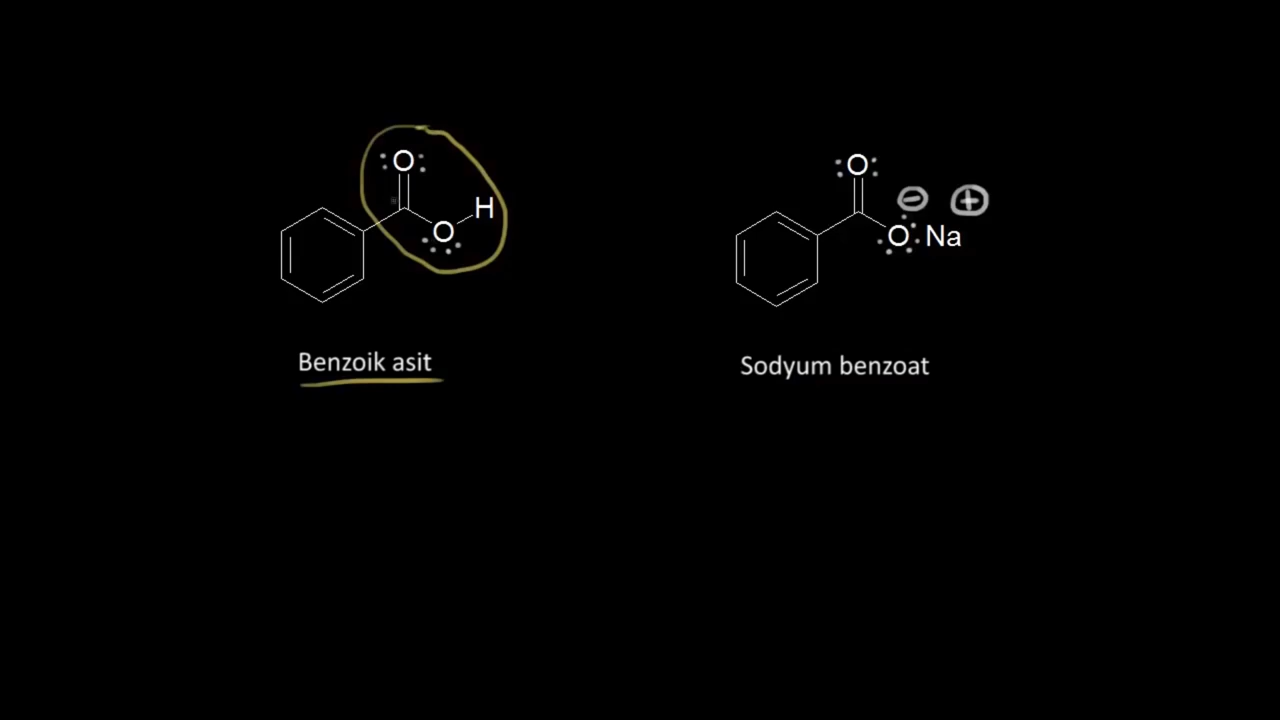 O
H
O
Benzoik asit
O
⊖ ⊕
O Na
Sodyum benzoat